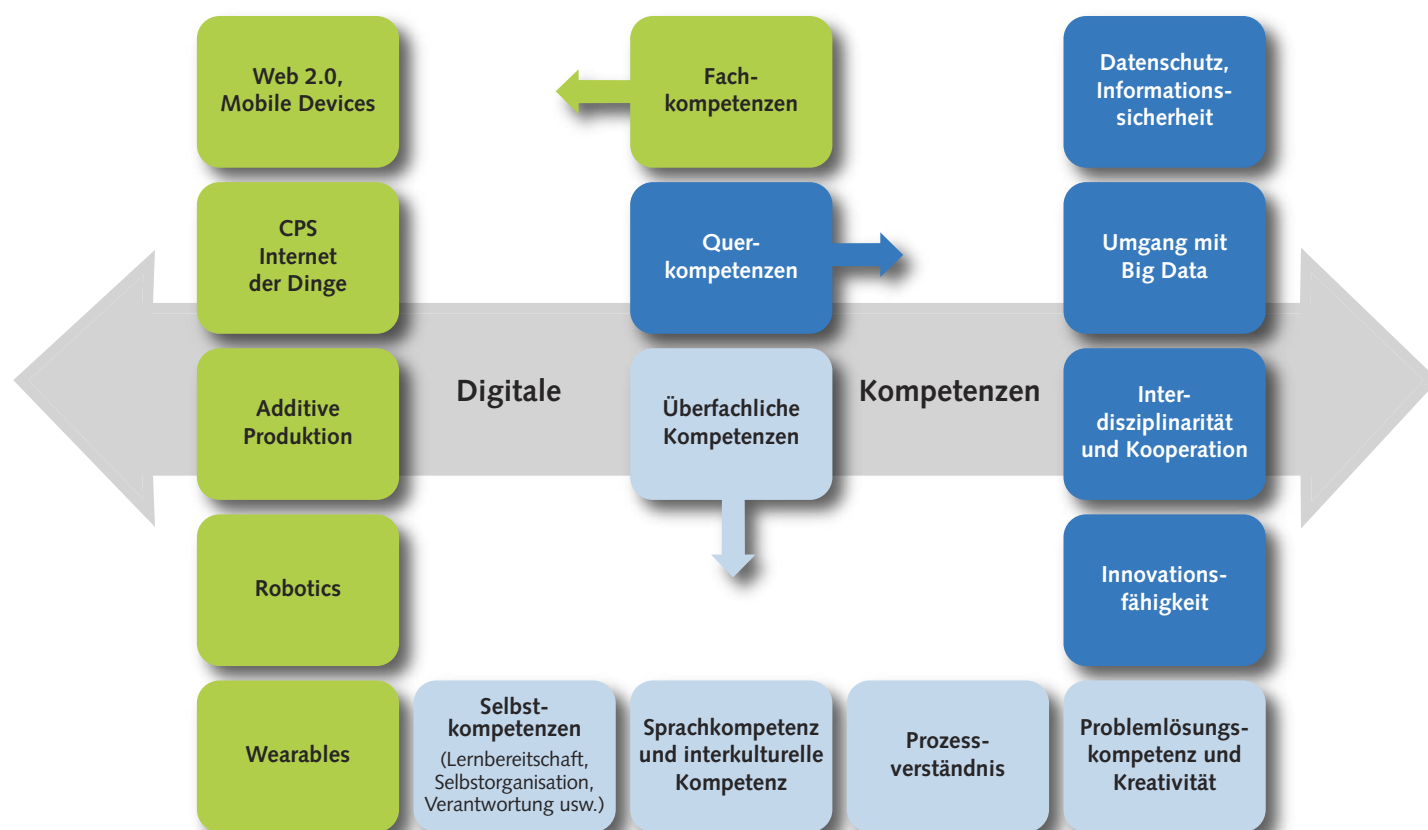 Web 2.0,
Mobile Devices
Fach-
kompetenzen
Datenschutz,
Informations-
sicherheit
CPS
Internet
der Dinge
Quer-
kompetenzen
Umgang mit
Big Data
Additive
Produktion
Digitale
Überfachliche
Kompetenzen
Kompetenzen
Inter-
disziplinarität
und Kooperation
Robotics
Innovations-
fähigkeit
Wearables
Selbst-
kompetenzen
(Lernbereitschaft,
Selbstorganisation,
Verantwortung usw.)
Sprachkompetenz
und interkulturelle
Kompetenz
Prozess-
verständnis
Problemlösungs-
kompetenz und
Kreativität